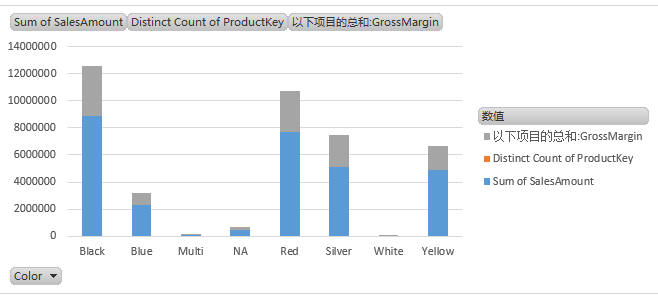 Sum of SalesAmount Distinct Count of ProductKey 以下项目的总和:GrossMargin
14000000
12000000
10000000
8000000
6000000
4000000
2000000
0
Black Blue Multi NA Red Silver White Yellow
数值
以下项目的总和:GrossMargin
Distinct Count of ProductKey
Sum of SalesAmount
Color